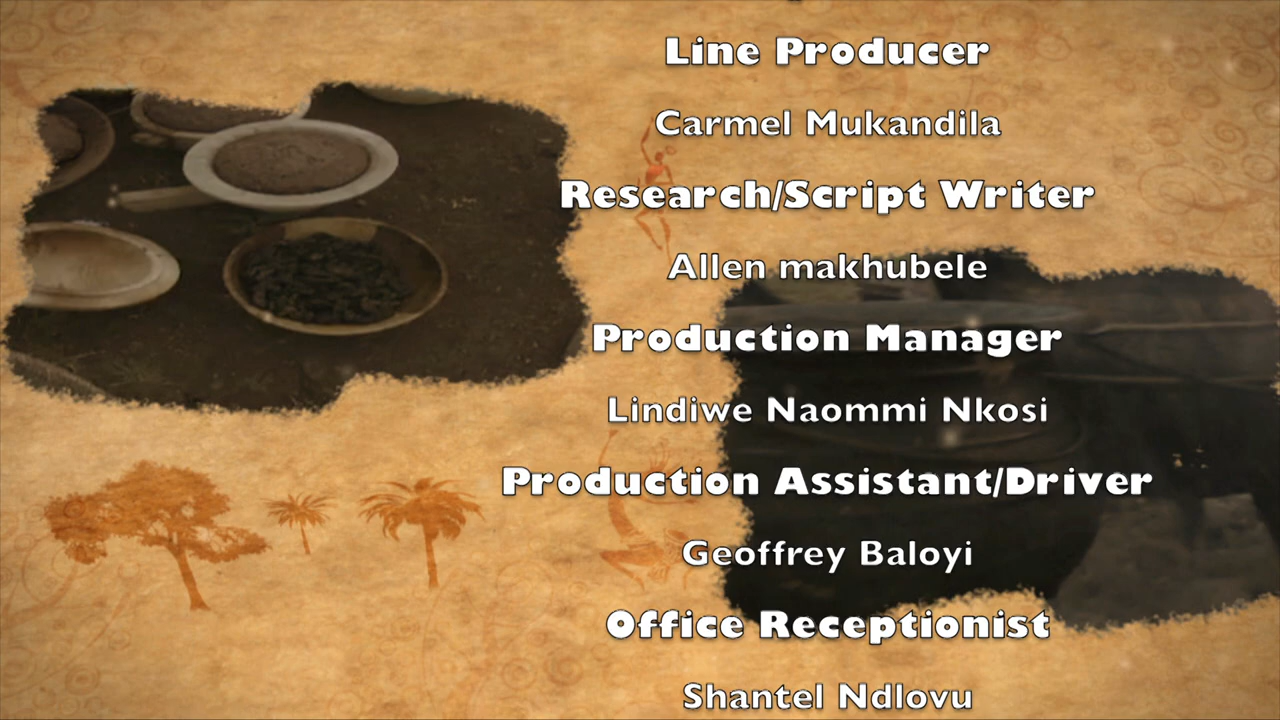 Line Producer
Carmel Mukandila
Research/Script Writer
Allen makhubele
Production Manager
Lindiwe Naommi Nkosi
Production Assistant/Driver
Geoffrey Baloyi
Office Receptionist
Shantel Ndlovu